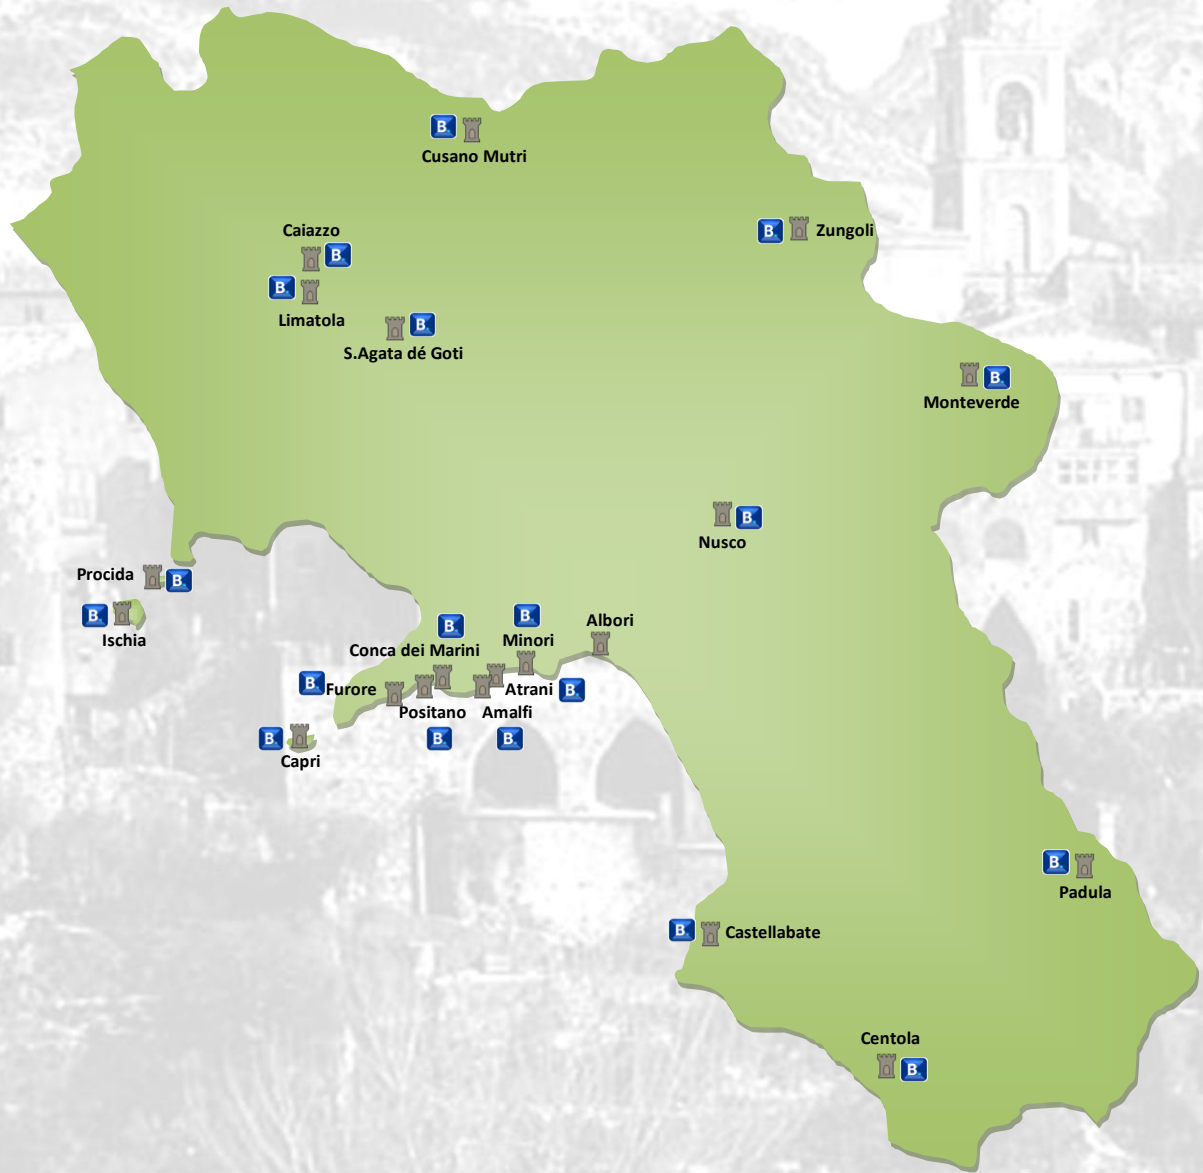 B.
Cusano Mutri
Caiazzo
B.
B.
Zungoli
B.
Limatola
B.
S.Agata dé Goti
B.
Monteverde
B.
Nusco
Procida
B.
B.
Ischia
B.
Conca dei Marini
B.
Minori
Albori
B.
Furore
Atrani
B.
Positano
Amalfi
B.
Capri
B.
B.
B.
Padula
B.
Castellabate
Centola
B.